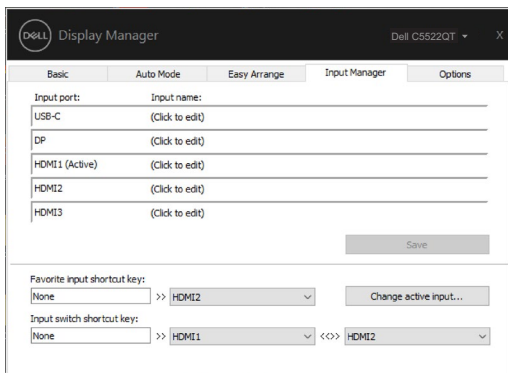 DELL Display Manager Dell C5522QT X
Basic Auto Mode Easy Arrange Input Manager Options
Input port: Input name:
USB-C (Click to edit)
DP (Click to edit)
HDMI1 (Active) (Click to edit)
HDMI2 (Click to edit)
HDMI3 (Click to edit)
Save
Favorite input shortcut key:
None >> HDMI2 Change active input...
Input switch shortcut key:
None >> HDMI1 <<>> HDMI2